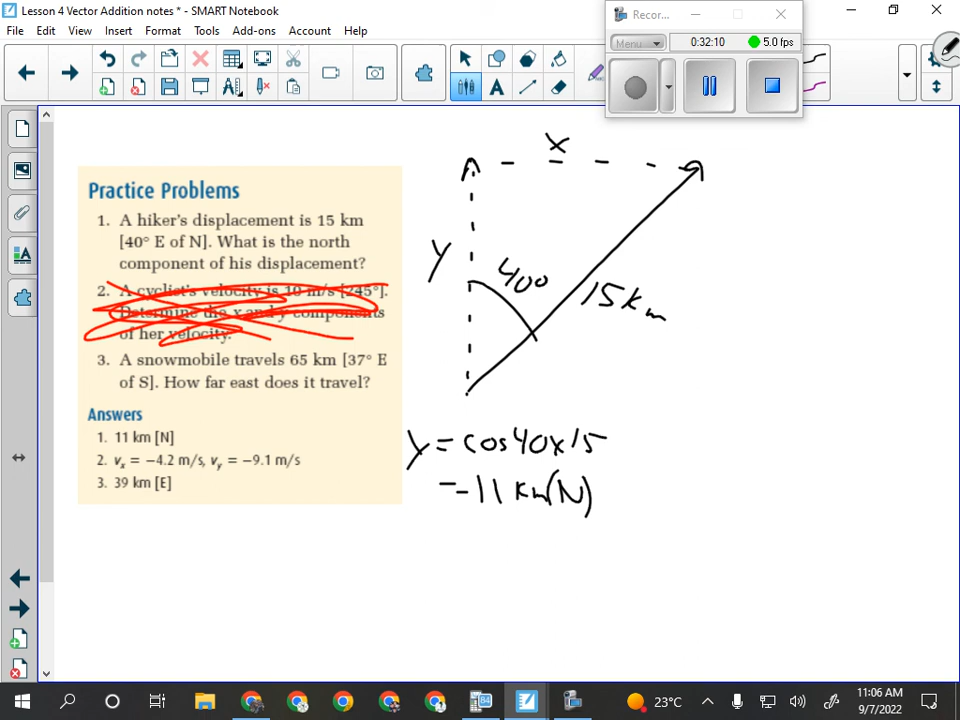 Lesson 4 Vector Addition notes * - SMART Notebook
File Edit View Insert Format Tools Add-ons Account Help
Recor...
Menu
0:32:10
5.0 fps
Practice Problems
1. A hiker's displacement is 15 km
[40° E of N]. What is the north
component of his displacement?
2. A cyclist's velocity is 10 m/s [245°].
Determine the x and y components
of her velocity.
3. A snowmobile travels 65 km [37° E
of S]. How far east does it travel?
Answers
1. 11 km [N]
2. vx = −4.2 m/s, vy = −9.1 m/s
3. 39 km [E]
x
y
40°
15km
y = cos40x15
=-11 km(N)
84
23°C
11:06 AM
9/7/2022